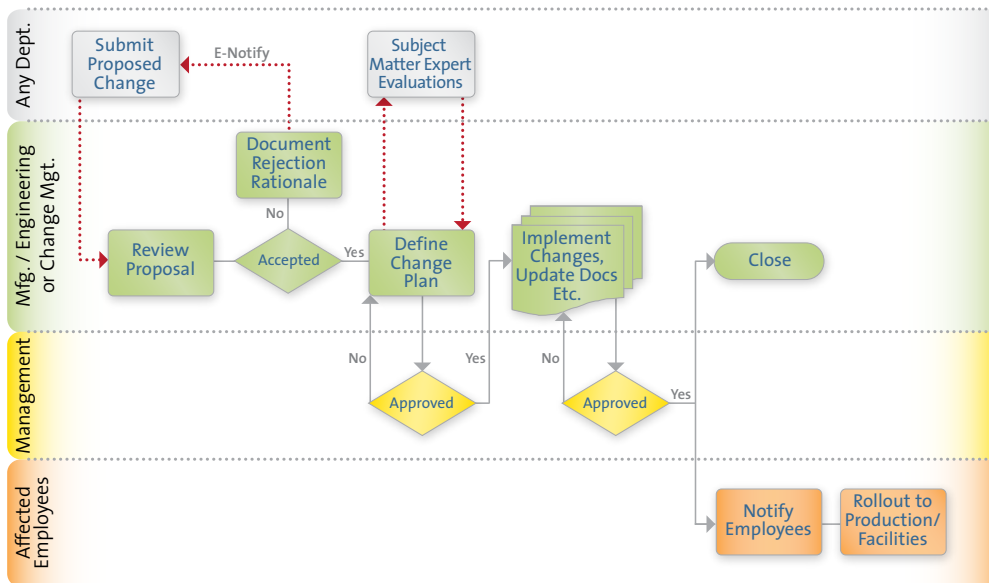 Any Dept.
Submit
Proposed
Change
E-Notify
Subject
Matter Expert
Evaluations
Mfg. / Engineering
or Change Mgt.
Document
Rejection
Rationale
No
Review
Proposal
Accepted
Yes
Define
Change
Plan
Implement
Changes,
Update Docs
Etc.
Close
Management
No
Approved
Yes
No
Approved
Yes
Affected
Employees
Notify
Employees
Rollout to
Production/
Facilities